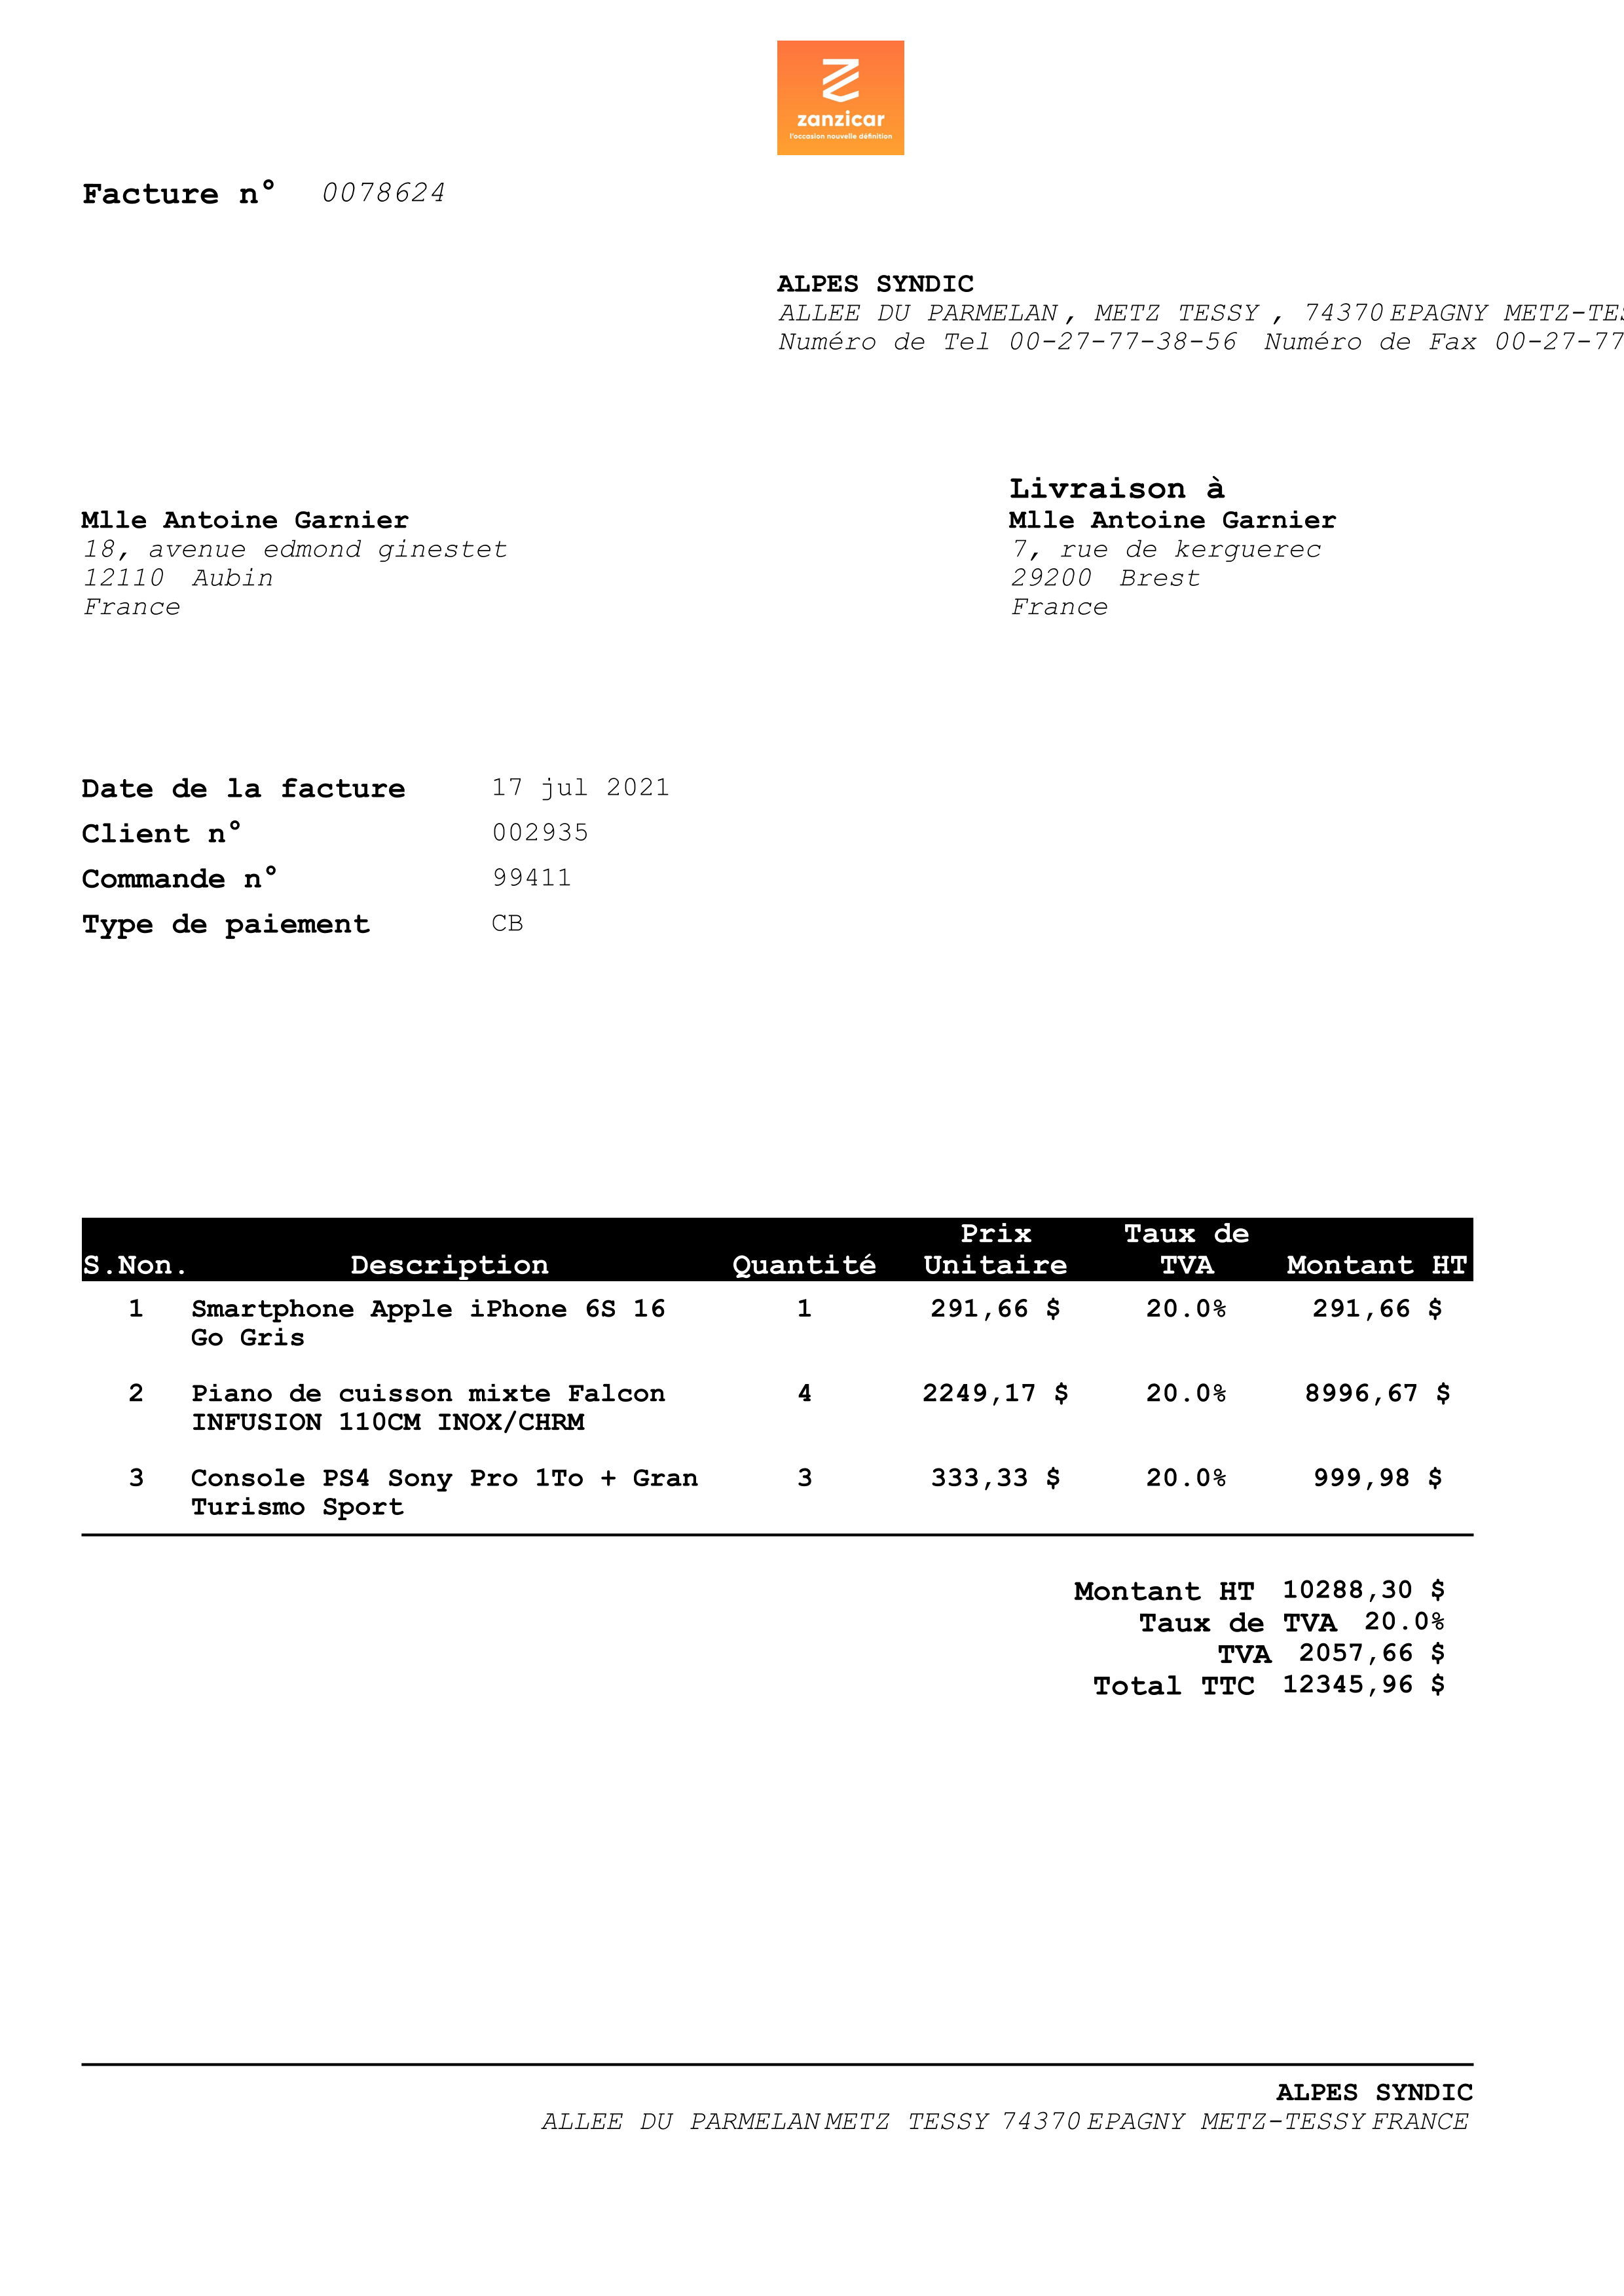 zanzicar
l'occasion nouvelle définition
Facture n° 0078624
ALPES SYNDIC
ALLEE DU PARMELAN , METZ TESSY , 74370 EPAGNY METZ-TES
Numéro de Tel 00-27-77-38-56 Numéro de Fax 00-27-77
Livraison à
Mlle Antoine Garnier Mlle Antoine Garnier
18, avenue edmond ginestet 7, rue de kerguerec
12110 Aubin 29200 Brest
France France
Date de la facture 17 jul 2021
Client n° 002935
Commande n° 99411
Type de paiement CB
Prix Taux de
S.Non. Description Quantité Unitaire TVA Montant HT
1 Smartphone Apple iPhone 6S 16 1 291,66 $ 20.0% 291,66 $
Go Gris
2 Piano de cuisson mixte Falcon 4 2249,17 $ 20.0% 8996,67 $
INFUSION 110CM INOX/CHRM
3 Console PS4 Sony Pro 1To + Gran 3 333,33 $ 20.0% 999,98 $
Turismo Sport
Montant HT 10288,30 $
Taux de TVA 20.0%
TVA 2057,66 $
Total TTC 12345,96 $
ALPES SYNDIC
ALLEE DU PARMELAN METZ TESSY 74370 EPAGNY METZ-TESSY FRANCE